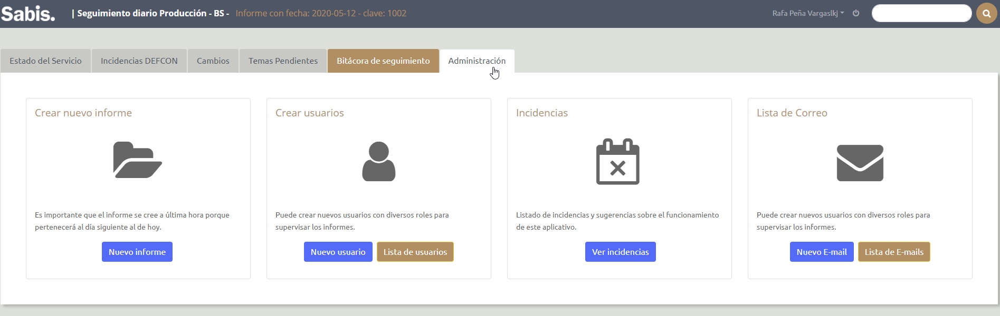 Sabis. | Seguimiento diario Producción - BS - Informe con fecha: 2020-05-12 - clave: 1002 Rafa Peña Vargaslkj
Estado del Servicio Incidencias DEFCON Cambios Temas Pendientes Bitácora de seguimiento Administración
Crear nuevo informe
Es importante que el informe se cree a última hora porque
pertenecerá al día siguiente al de hoy.
Nuevo informe
Crear usuarios
Puede crear nuevos usuarios con diversos roles para
supervisar los informes.
Nuevo usuario Lista de usuarios
Incidencias
Listado de incidencias y sugerencias sobre el funcionamiento
de este aplicativo.
Ver incidencias
Lista de Correo
Puede crear nuevos usuarios con diversos roles para
supervisar los informes.
Nuevo E-mail Lista de E-mails